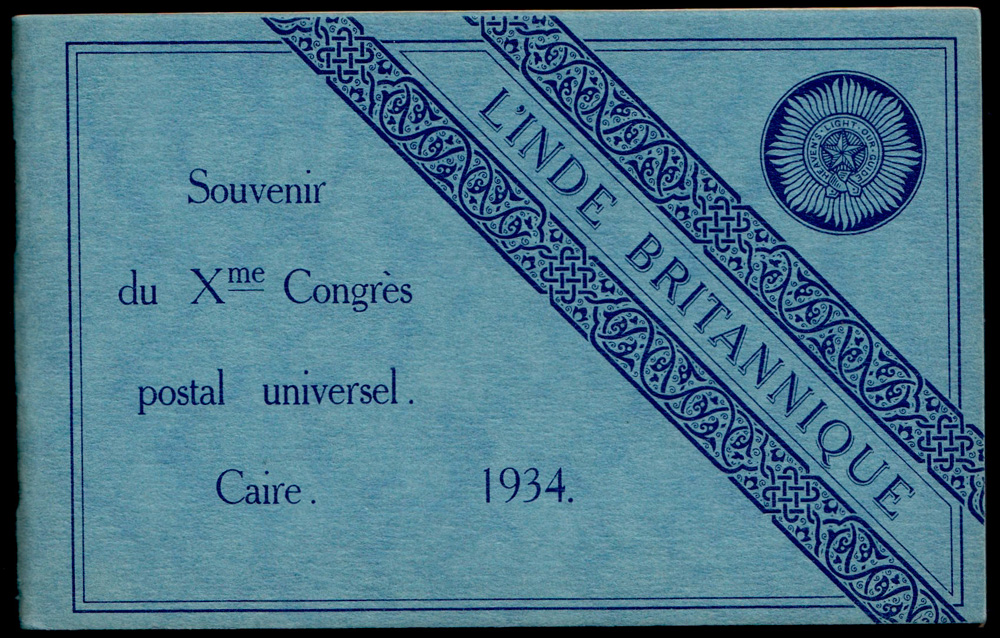 Souvenir
du Xme Congrès
postal universel.
Caire. 1934.
L'INDE BRITANNIQUE
HEAVEN'S LIGHT OUR GUIDE